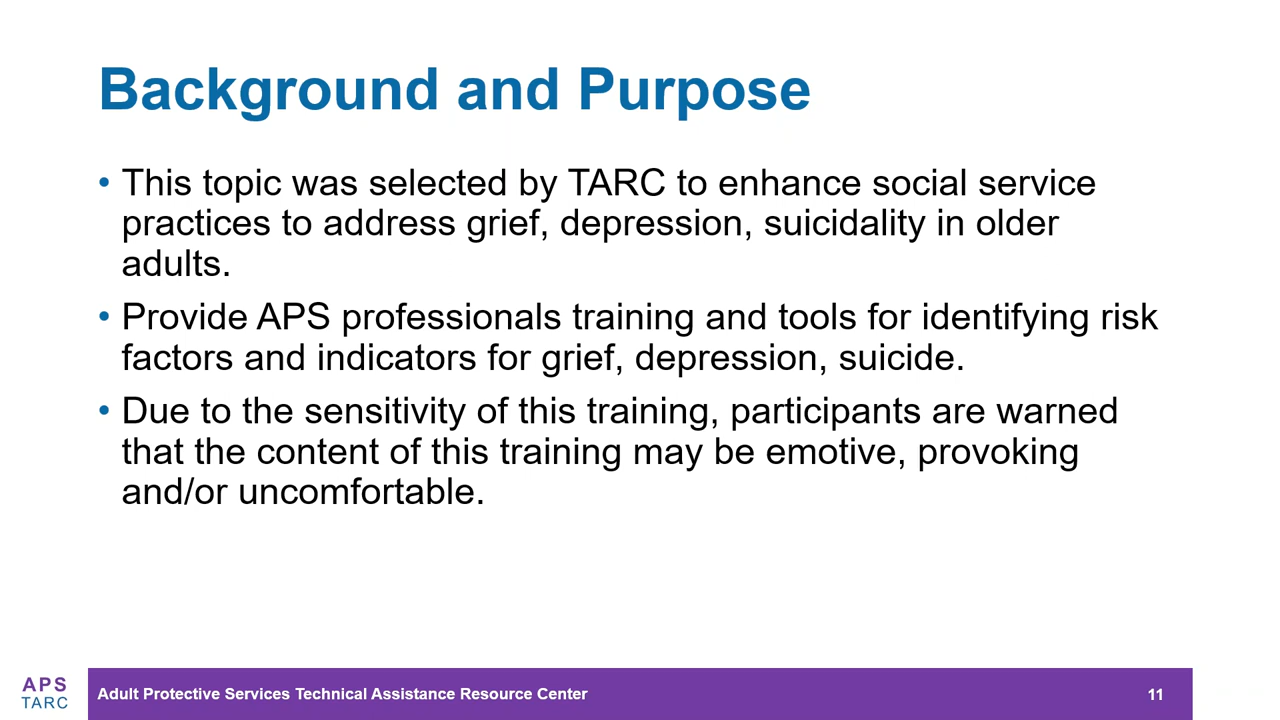 Background and Purpose
• This topic was selected by TARC to enhance social service
practices to address grief, depression, suicidality in older
adults.
• Provide APS professionals training and tools for identifying risk
factors and indicators for grief, depression, suicide.
• Due to the sensitivity of this training, participants are warned
that the content of this training may be emotive, provoking
and/or uncomfortable.
APS
TARC
Adult Protective Services Technical Assistance Resource Center
11